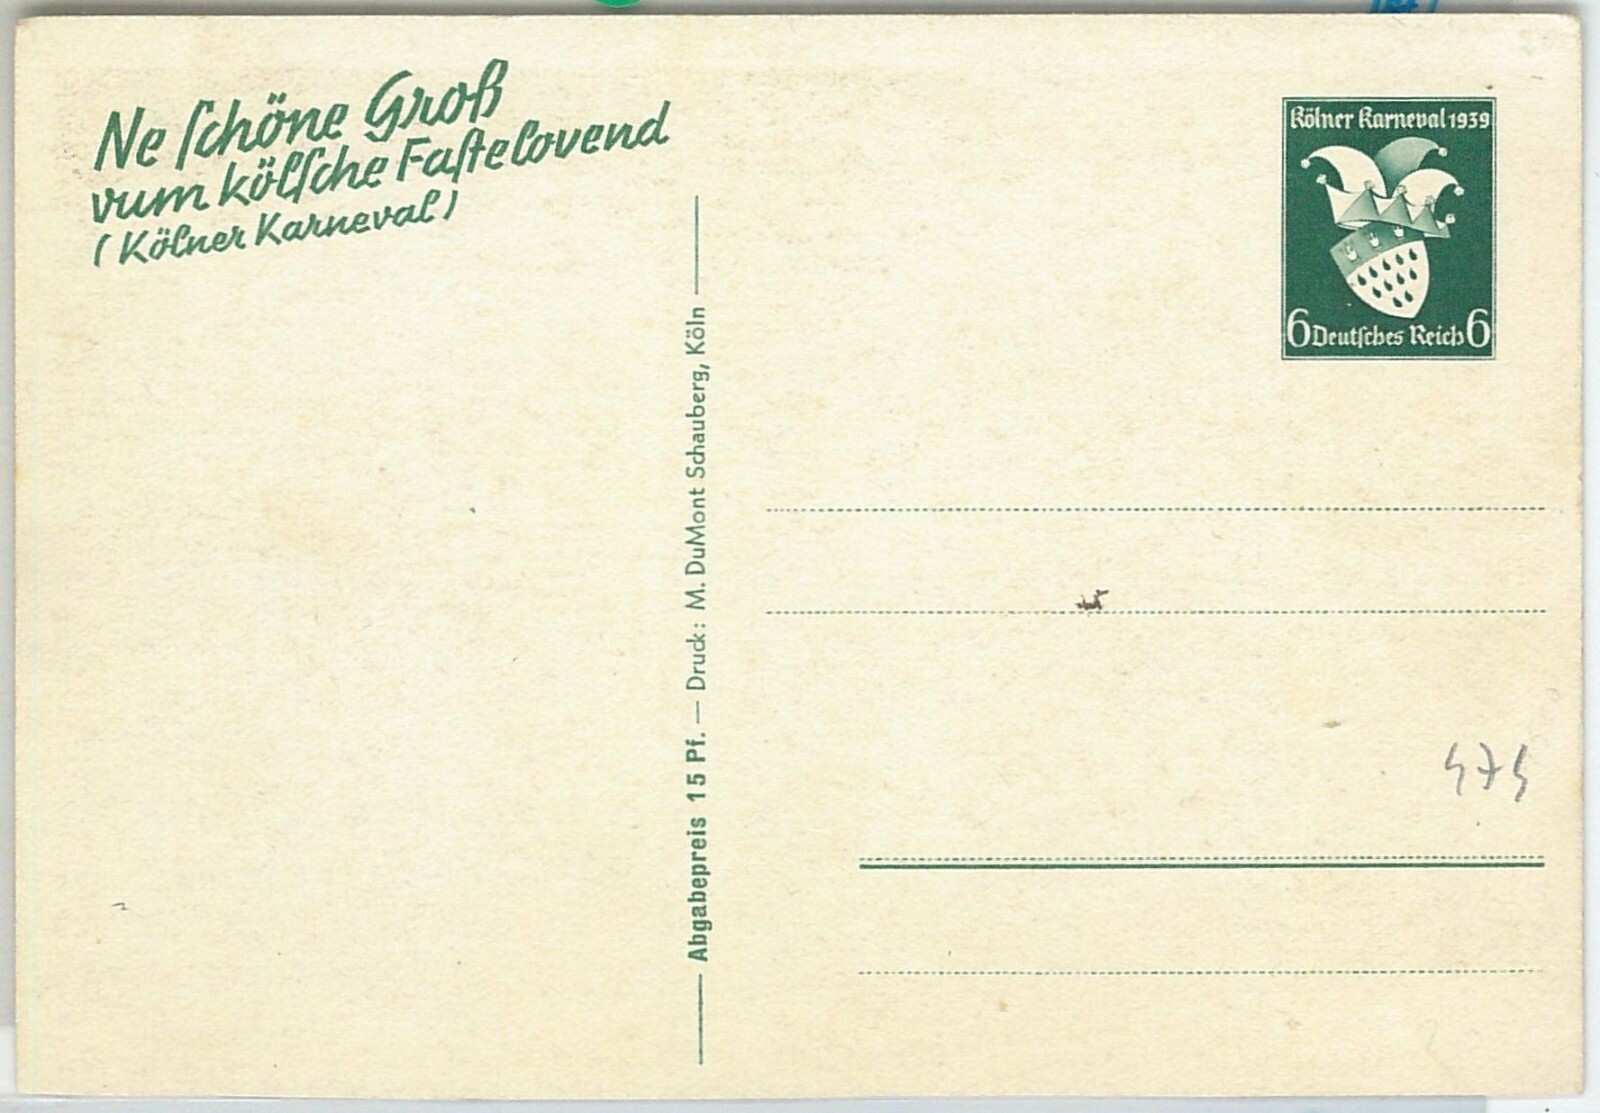 Ne ſchöne Groß
vum kölſche Faſtelovend
(Kölner Karneval)
Kölner Karneval 1939
6 Deutſches Reich 6
Abgabepreis 15 Pf. — Druck: M. DuMont Schauberg, Köln